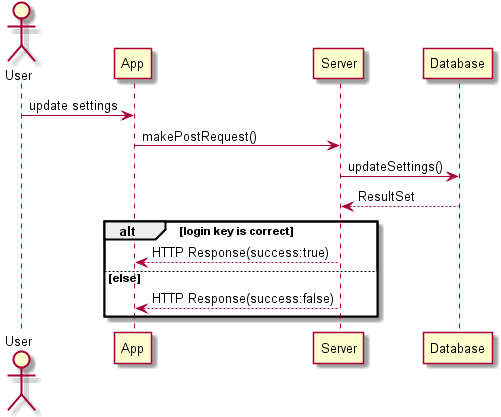 User
App
Server
Database
update settings
makePostRequest()
updateSettings()
ResultSet
alt [login key is correct]
HTTP Response(success:true)
[else]
HTTP Response(success:false)
User
App
Server
Database